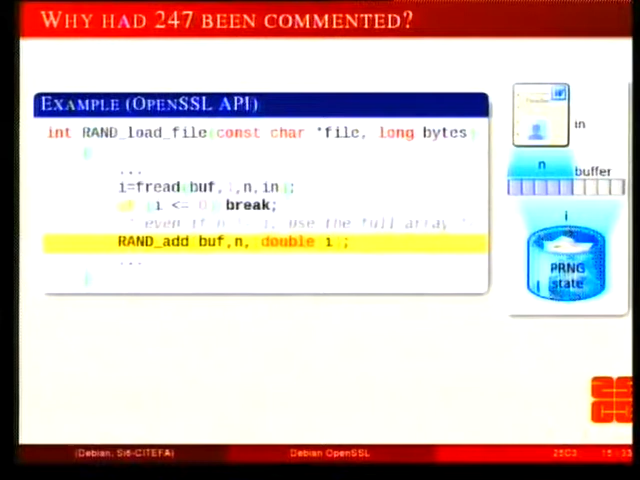 WHY HAD 247 BEEN COMMENTED?
EXAMPLE (OPENSSL API)
int RAND_load_file(const char *file, long bytes)
...
i=fread(buf,1,n,in);
if (i <= 0) break;
even if n != i, use the full array
RAND_add(buf,n, double i);
...
in
n
buffer
i
PRNG
state
(Debian, Si6-CITEFA)
Debian OpenSSL
25C3